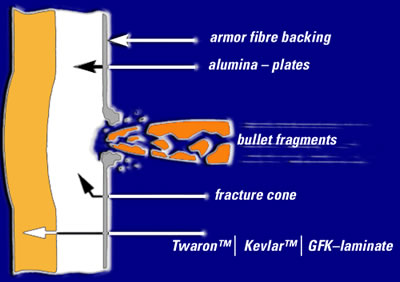 armor fibre backing
alumina – plates
bullet fragments
fracture cone
Twaron™| Kevlar™| GFK–laminate